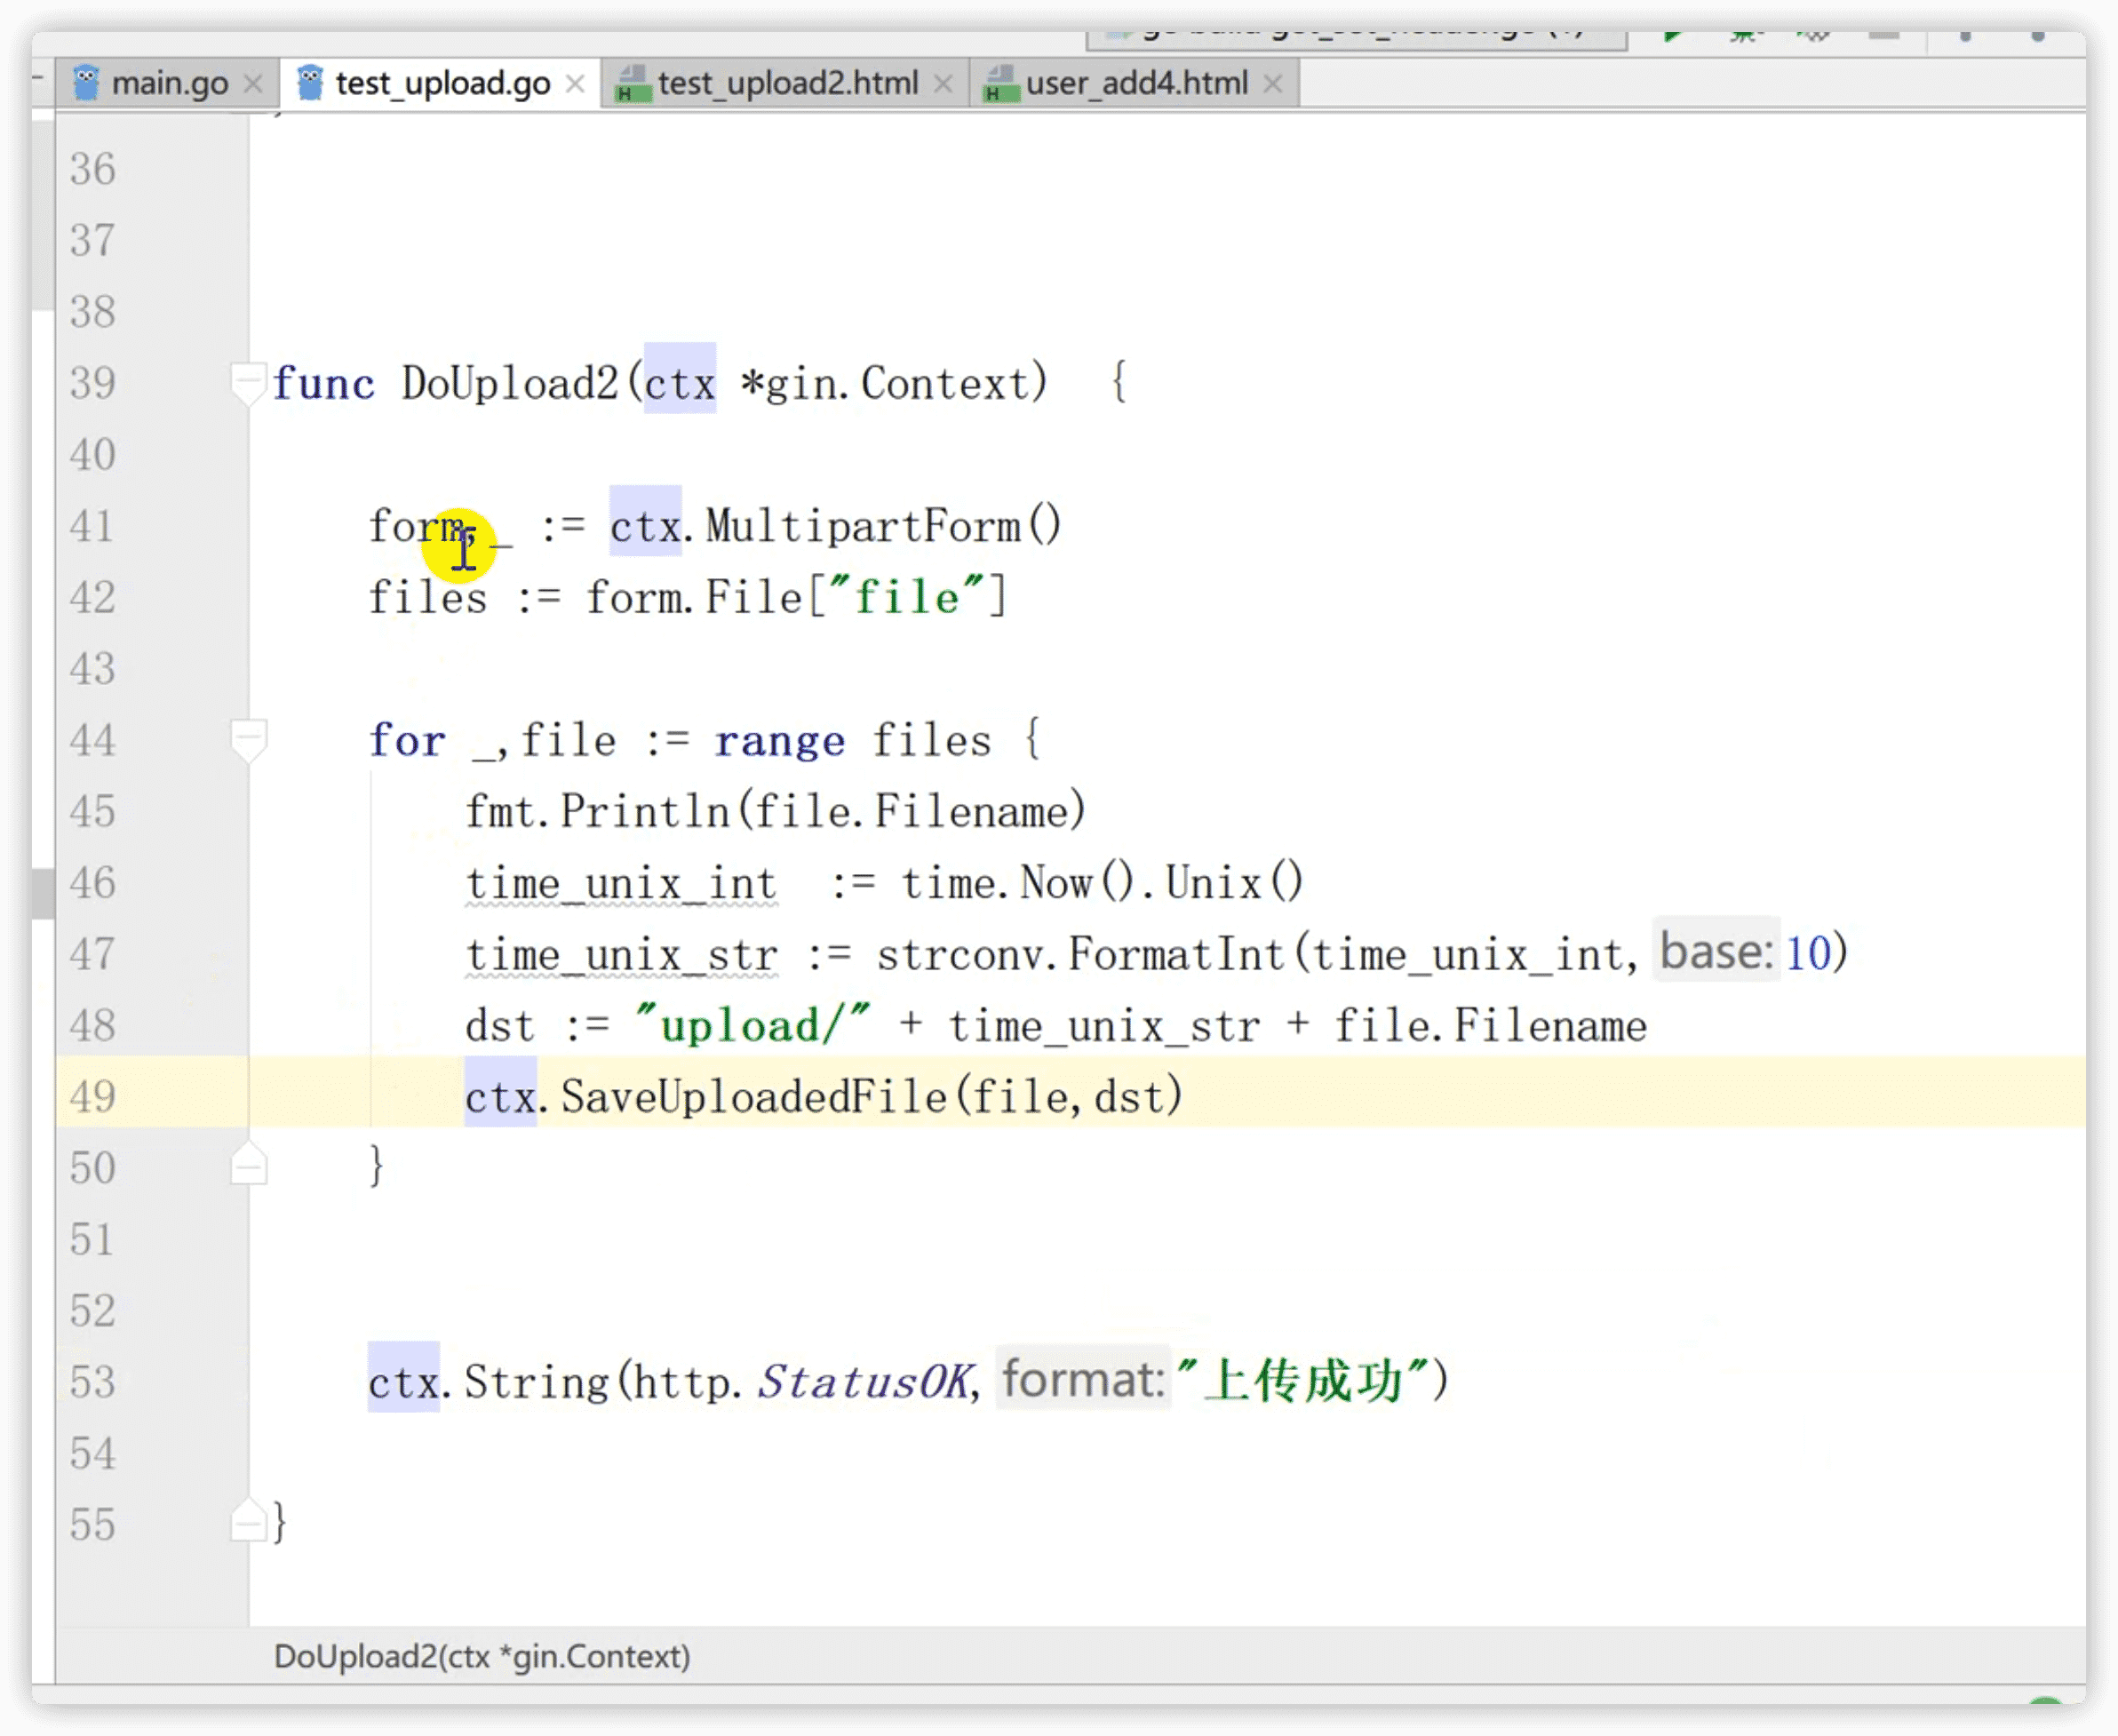 main.go
test_upload.go
test_upload2.html
user_add4.html
36
37
38
39 func DoUpload2(ctx *gin.Context) {
40
41 form,_ := ctx.MultipartForm()
42 files := form.File["file"]
43
44 for _,file := range files {
45 fmt.Println(file.Filename)
46 time_unix_int := time.Now().Unix()
47 time_unix_str := strconv.FormatInt(time_unix_int, base: 10)
48 dst := "upload/" + time_unix_str + file.Filename
49 ctx.SaveUploadedFile(file,dst)
50 }
51
52
53 ctx.String(http.StatusOK, format: "上传成功")
54
55 }
DoUpload2(ctx *gin.Context)